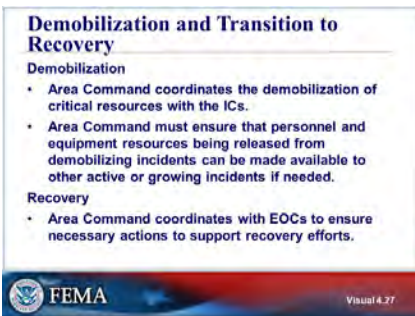 Demobilization and Transition to
Recovery
Demobilization
• Area Command coordinates the demobilization of
critical resources with the ICs.
• Area Command must ensure that personnel and
equipment resources being released from
demobilizing incidents can be made available to
other active or growing incidents if needed.
Recovery
• Area Command coordinates with EOCs to ensure
necessary actions to support recovery efforts.
FEMA
Visual 4.27